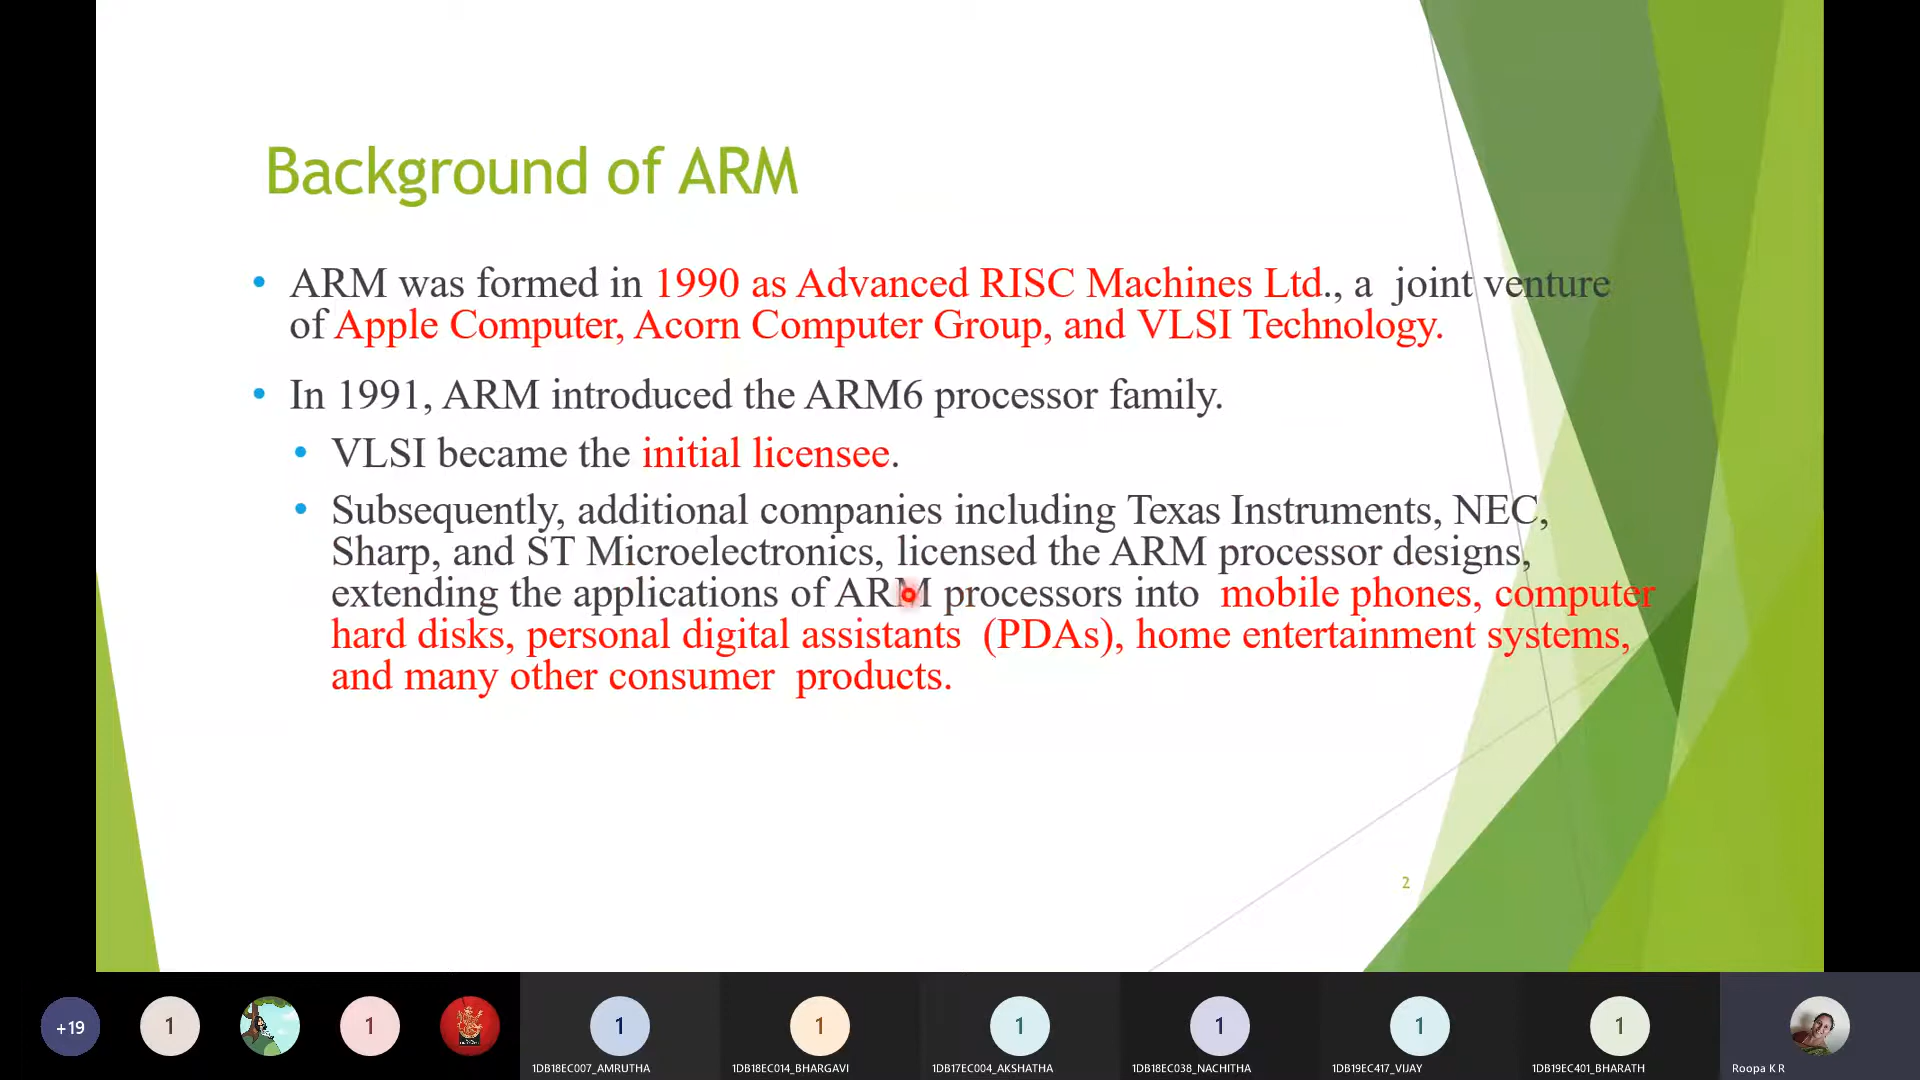 Background of ARM
• ARM was formed in 1990 as Advanced RISC Machines Ltd., a joint venture
of Apple Computer, Acorn Computer Group, and VLSI Technology.
• In 1991, ARM introduced the ARM6 processor family.
• VLSI became the initial licensee.
• Subsequently, additional companies including Texas Instruments, NEC,
Sharp, and ST Microelectronics, licensed the ARM processor designs,
extending the applications of ARM processors into mobile phones, computer
hard disks, personal digital assistants (PDAs), home entertainment systems,
and many other consumer products.
2
+19
1
1
1
1DB18EC007_AMRUTHA
1
1DB18EC014_BHARGAVI
1
1DB17EC004_AKSHATHA
1
1DB18EC038_NACHITHA
1
1DB19EC417_VIJAY
1
1DB19EC401_BHARATH
Roopa K R